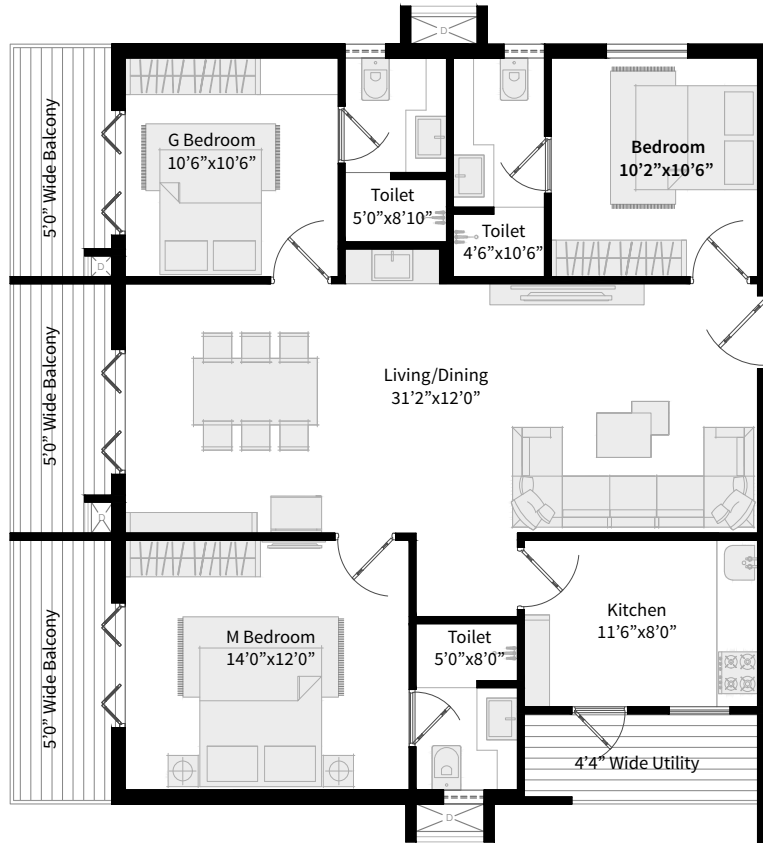 D
5'0" Wide Balcony
G Bedroom
10'6"x10'6"
Toilet
5'0"x8'10"
Toilet
4'6"x10'6"
Bedroom
10'2"x10'6"
D
5'0" Wide Balcony
Living/Dining
31'2"x12'0"
D
5'0" Wide Balcony
M Bedroom
14'0"x12'0"
Toilet
5'0"x8'0"
Kitchen
11'6"x8'0"
4'4" Wide Utility
D